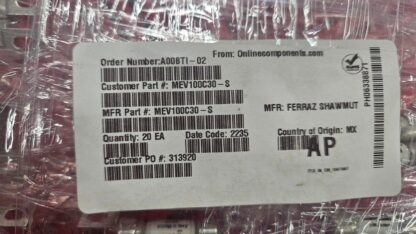 From: Onlinecomponents.com
Order Number:A00BTI-02
Customer Part #: MEV100C30-S
MFR Part #: MEV100C30-S
MFR: FERRAZ SHAWMUT
Quantity: 20 EA
Date Code: 2235
Country of Origin: MX
Customer PO #: 313920
AP